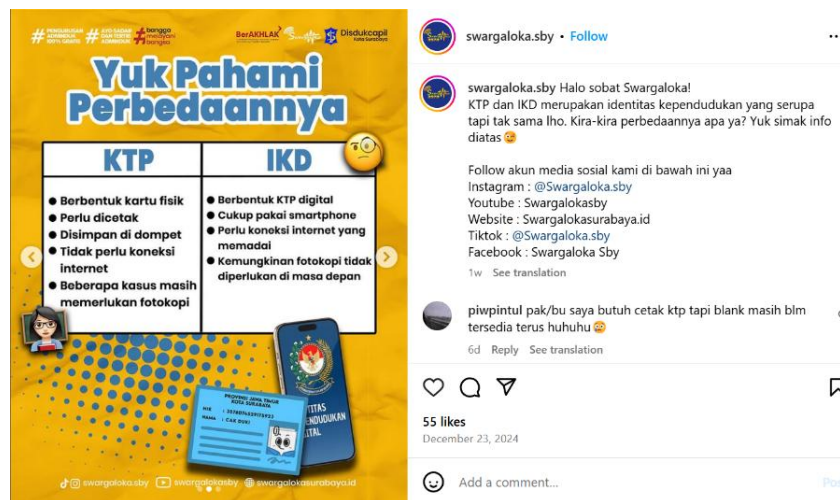 # PENGURUSAN ADMINDUK 100% GRATIS # AYO SADAR DAN TERTIB ADMINDUK # bangga melayani bangsa BerAKHLAK Disdukcapil
Kota Surabaya
Yuk Pahami
Perbedaannya
KTP
● Berbentuk kartu fisik
● Perlu dicetak
● Disimpan di dompet
● Tidak perlu koneksi
internet
● Beberapa kasus masih
memerlukan fotokopi
IKD
● Berbentuk KTP digital
● Cukup pakai smartphone
● Perlu koneksi internet yang
memadai
● Kemungkinan fotokopi tidak
diperlukan di masa depan
PROVINSI JAWA TIMUR
KOTA SURABAYA
NIK :
NAMA : CAK DUKI
NTITAS
PENDUDUKAN
ITAL
swargaloka.sby swargalokasby swargalokasurabaya.id
swargaloka.sby • Follow
swargaloka.sby Halo sobat Swargaloka!
KTP dan IKD merupakan identitas kependudukan yang serupa
tapi tak sama lho. Kira-kira perbedaannya apa ya? Yuk simak info
diatas 😉
Follow akun media sosial kami di bawah ini yaa
Instagram : @Swargaloka.sby
Youtube : Swargalokasby
Website : Swargalokasurabaya.id
Tiktok : @Swargaloka.sby
Facebook : Swargaloka Sby
1w See translation
piwpintul pak/bu saya butuh cetak ktp tapi blank masih blm
tersedia terus huhuhu 😢
6d Reply See translation
55 likes
December 23, 2024
Add a comment...